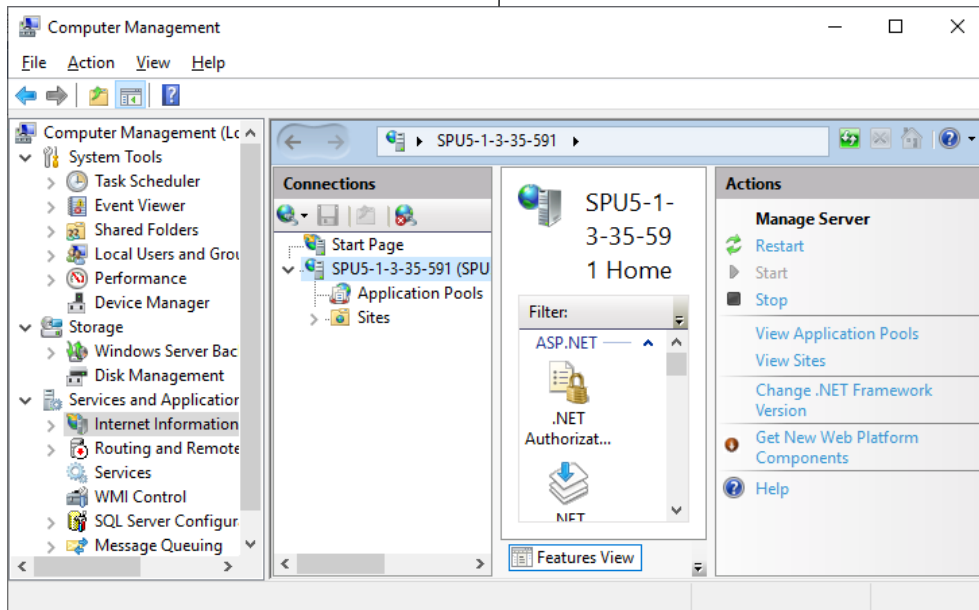 Computer Management
File Action View Help
Computer Management (Lc
System Tools
Task Scheduler
Event Viewer
Shared Folders
Local Users and Grou
Performance
Device Manager
Storage
Windows Server Bac
Disk Management
Services and Application
Internet Information
Routing and Remote
Services
WMI Control
SQL Server Configur
Message Queuing
SPU5-1-3-35-591
Connections
Start Page
SPU5-1-3-35-591 (SPU
Application Pools
Sites
SPU5-1-
3-35-59
1 Home
Filter:
ASP.NET
.NET
Authorizat...
.NET
Features View
Actions
Manage Server
Restart
Start
Stop
View Application Pools
View Sites
Change .NET Framework
Version
Get New Web Platform
Components
Help